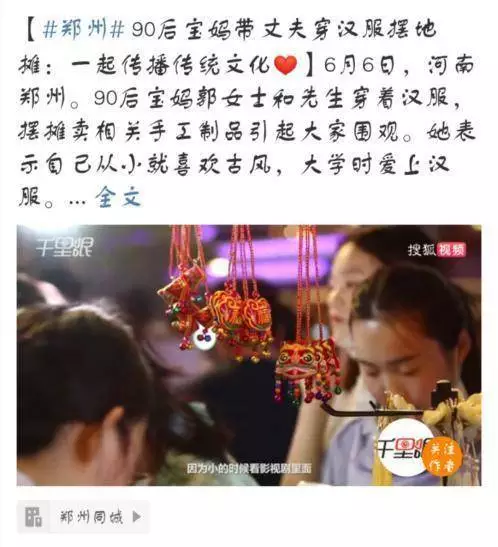 【#郑州#90后宝妈带丈夫穿汉服摆地
摊：一起传播传统文化❤️】6月6日，河南
郑州。90后宝妈郭女士和先生穿着汉服，
摆摊卖相关手工制品引起大家围观。她表
示自己从小就喜欢古风，大学时爱上汉
服。... 全文
千里眼
搜狐视频
千里眼
关注
作者
因为小的时候看影视剧里面
郑州同城